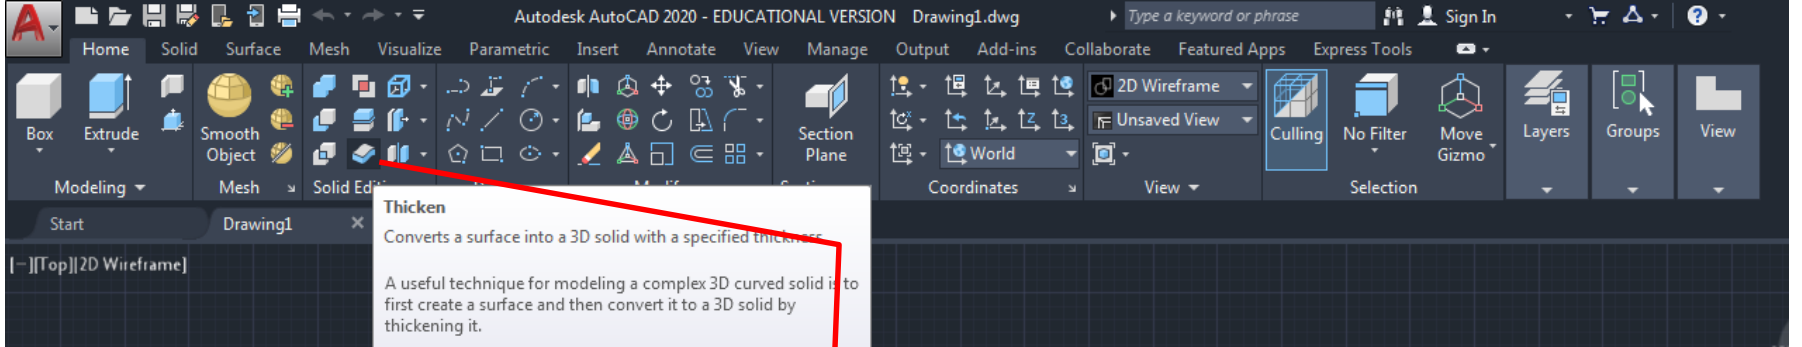 Autodesk AutoCAD 2020 - EDUCATIONAL VERSION Drawing1.dwg Type a keyword or phrase Sign In
Home Solid Surface Mesh Visualize Parametric Insert Annotate View Manage Output Add-ins Collaborate Featured Apps Express Tools
2D Wireframe
Unsaved View
Box Extrude Smooth Object Section Plane Culling No Filter Move Gizmo Layers Groups View
World
Modeling Mesh Solid Coordinates View Selection
Start Drawing1
Thicken
Converts a surface into a 3D solid with a specified thickness
[−][Top][2D Wireframe]
A useful technique for modeling a complex 3D curved solid is to
first create a surface and then convert it to a 3D solid by
thickening it.